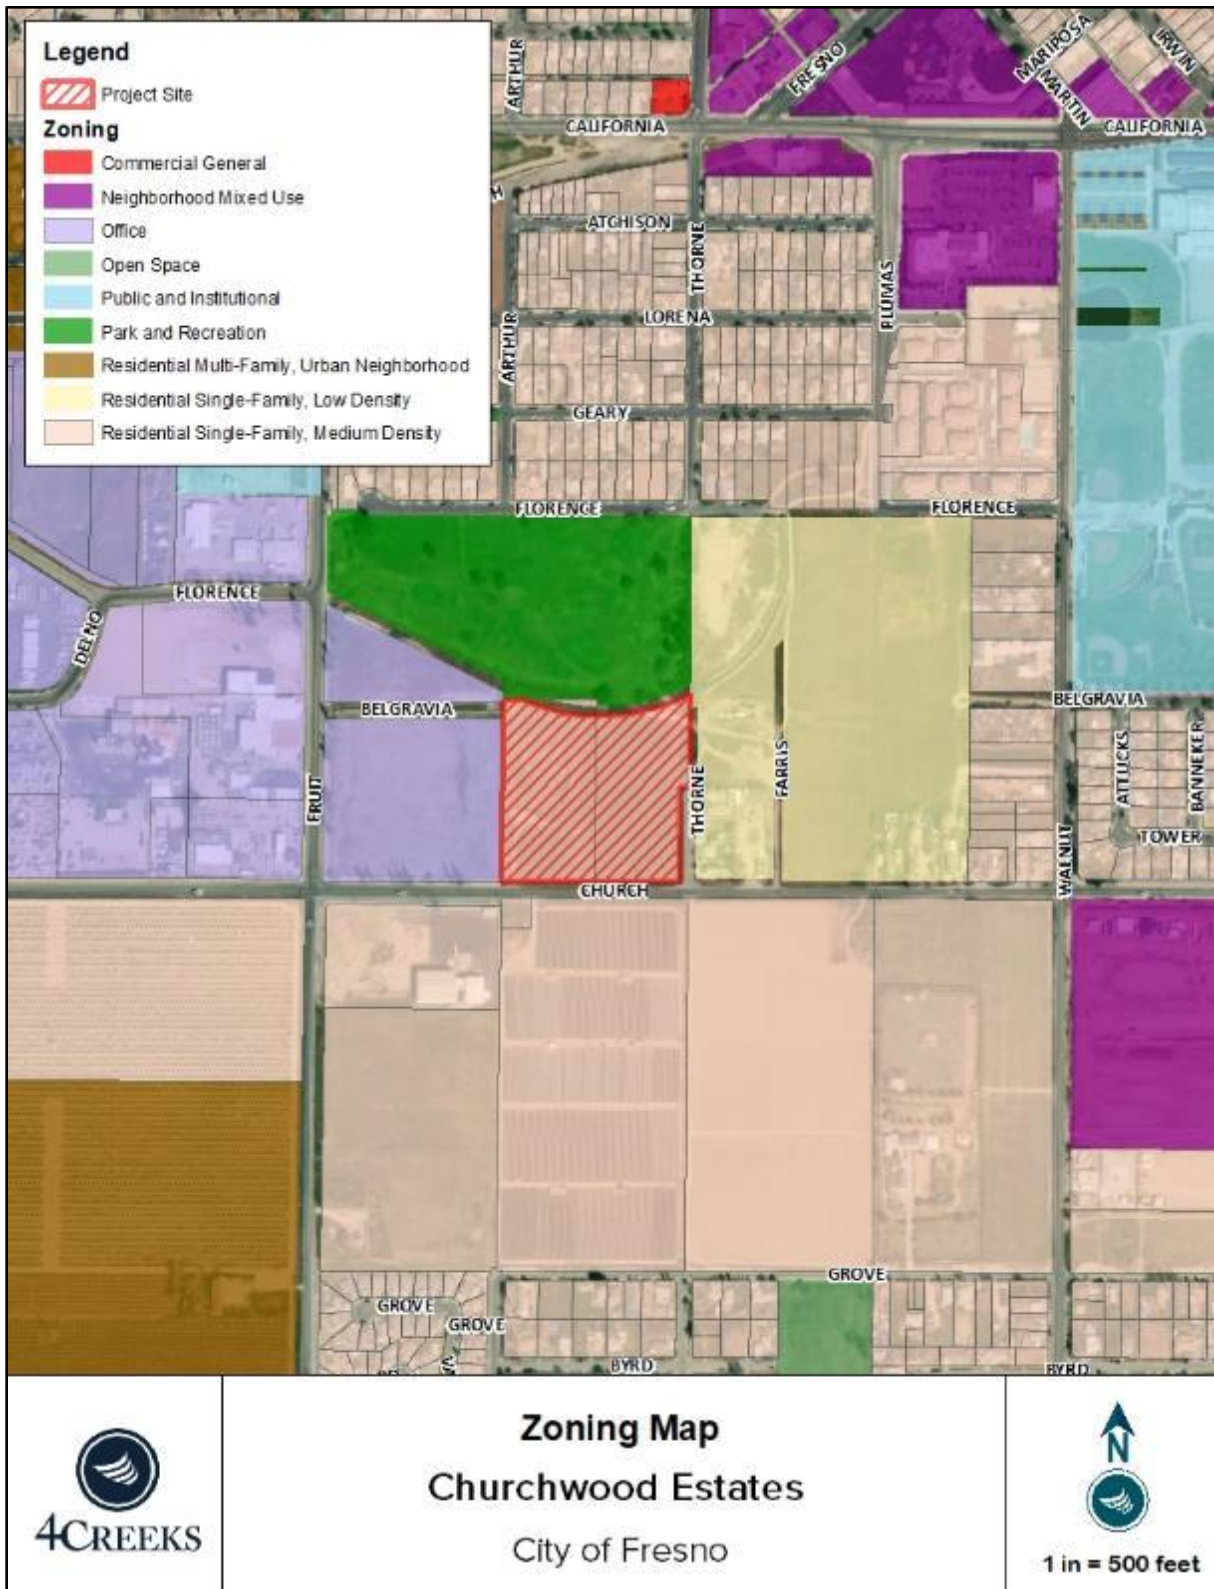 Legend
Project Site
Zoning
Commercial General
Neighborhood Mixed Use
Office
Open Space
Public and Institutional
Park and Recreation
Residential Multi-Family, Urban Neighborhood
Residential Single-Family, Low Density
Residential Single-Family, Medium Density
ARTHUR
FRESNO
MARIPOSA
IRWIN
MARTIN
CALIFORNIA
CALIFORNIA
ATCHISON
THORNE
PLUMAS
LORENA
ARTHUR
GEARY
FLORENCE
FLORENCE
FLORENCE
DELNO
BELGRAVIA
BELGRAVIA
FRUIT
THORNE
FARRIS
ATTUCKS
BANNEKER
TOWER
WALNUT
CHURCH
GROVE
GROVE
GROVE
BYRD
BYRD
4CREEKS
Zoning Map
Churchwood Estates
City of Fresno
N
1 in = 500 feet